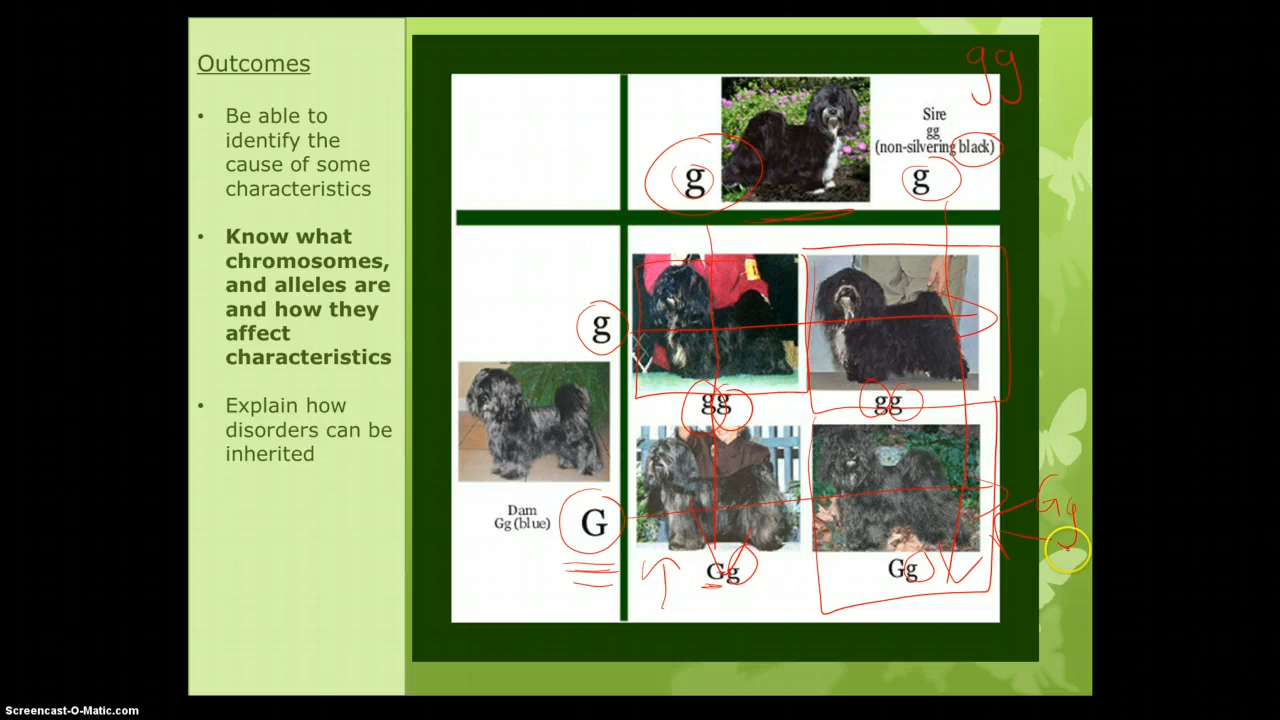 Outcomes
• Be able to
identify the
cause of some
characteristics
• Know what
chromosomes,
and alleles are
and how they
affect
characteristics
• Explain how
disorders can be
inherited
gg
Sire
gg
(non-silvering black)
g
g
g
gg
gg
Dam
Gg (blue)
G
Gg
Gg
Gg
Screencast-O-Matic.com